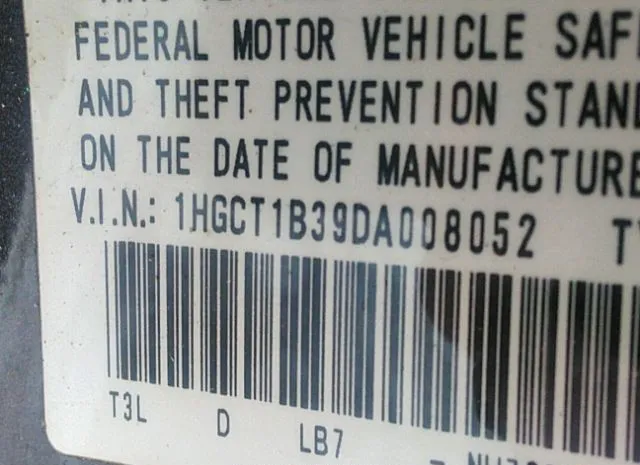 FEDERAL MOTOR VEHICLE SAF
AND THEFT PREVENTION STAN
ON THE DATE OF MANUFACTURE
V.I.N.: 1HGCT1B39DA008052 T
T3L D LB7